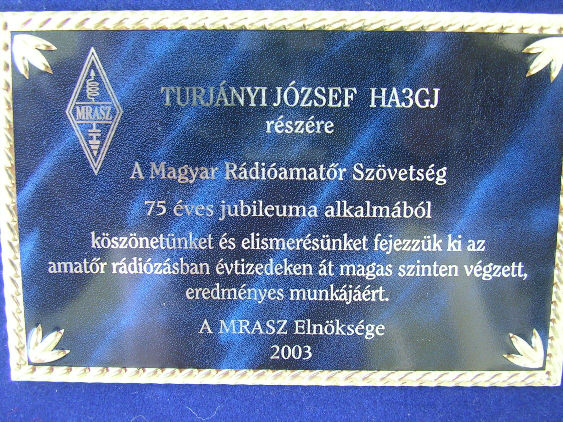 MRASZ
TURJÁNYI JÓZSEF HA3GJ
részére
A Magyar Rádióamatőr Szövetség
75 éves jubileuma alkalmából
köszönetünket és elismerésünket fejezzük ki az
amatőr rádiózásban évtizedeken át magas szinten végzett,
eredményes munkájáért.
A MRASZ Elnöksége
2003